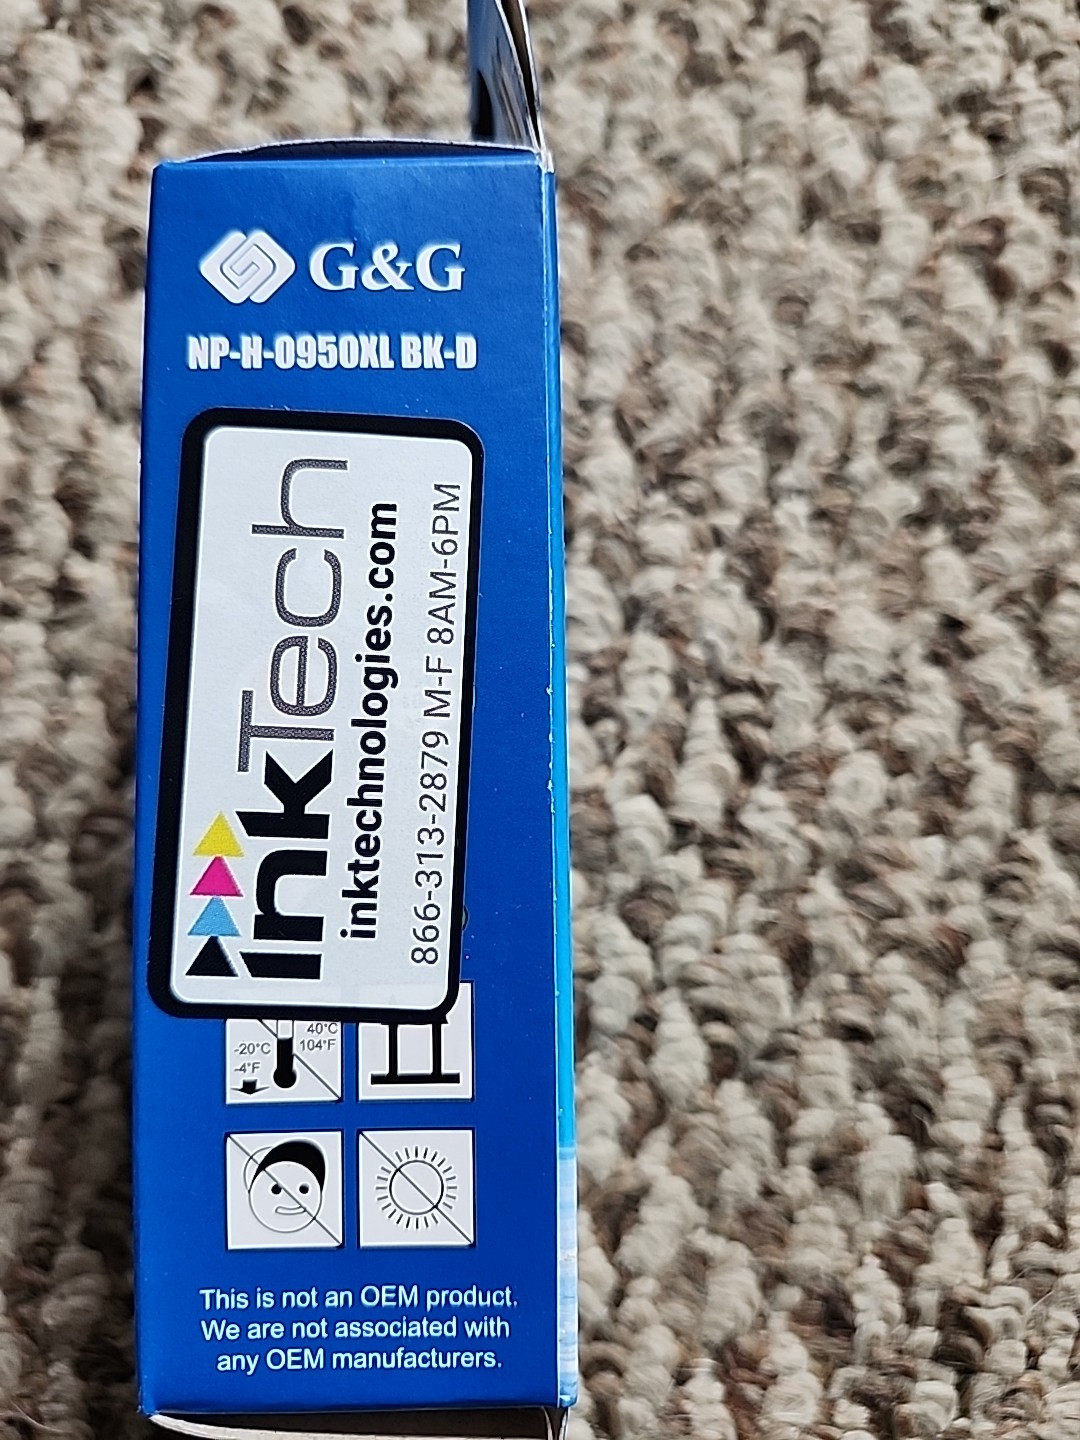 G&G
NP-H-0950XL BK-D
inkTech
inktechnologies.com
866-313-2879 M-F 8AM-6PM
40°C
-20°C 104°F
-4°F
This is not an OEM product.
We are not associated with
any OEM manufacturers.